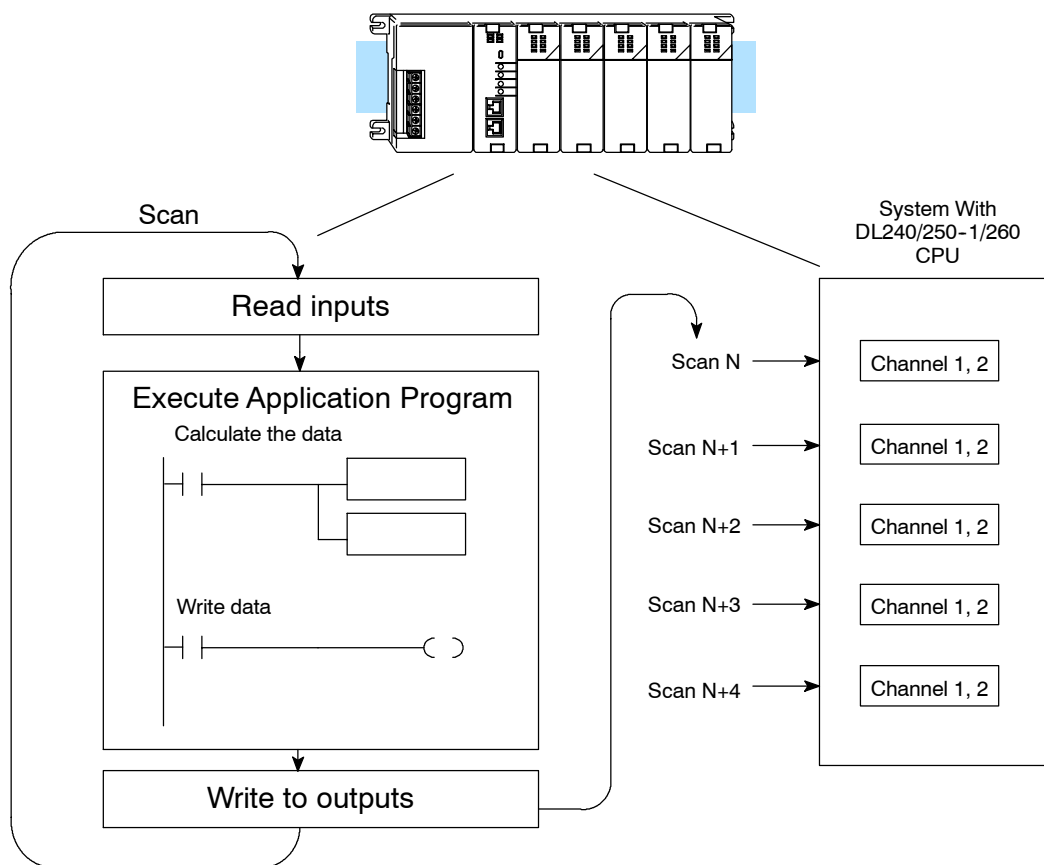 Scan
System With
DL240/250-1/260
CPU
Read inputs
Execute Application Program
Calculate the data
Write data
Write to outputs
Scan N
Channel 1, 2
Scan N+1
Channel 1, 2
Scan N+2
Channel 1, 2
Scan N+3
Channel 1, 2
Scan N+4
Channel 1, 2